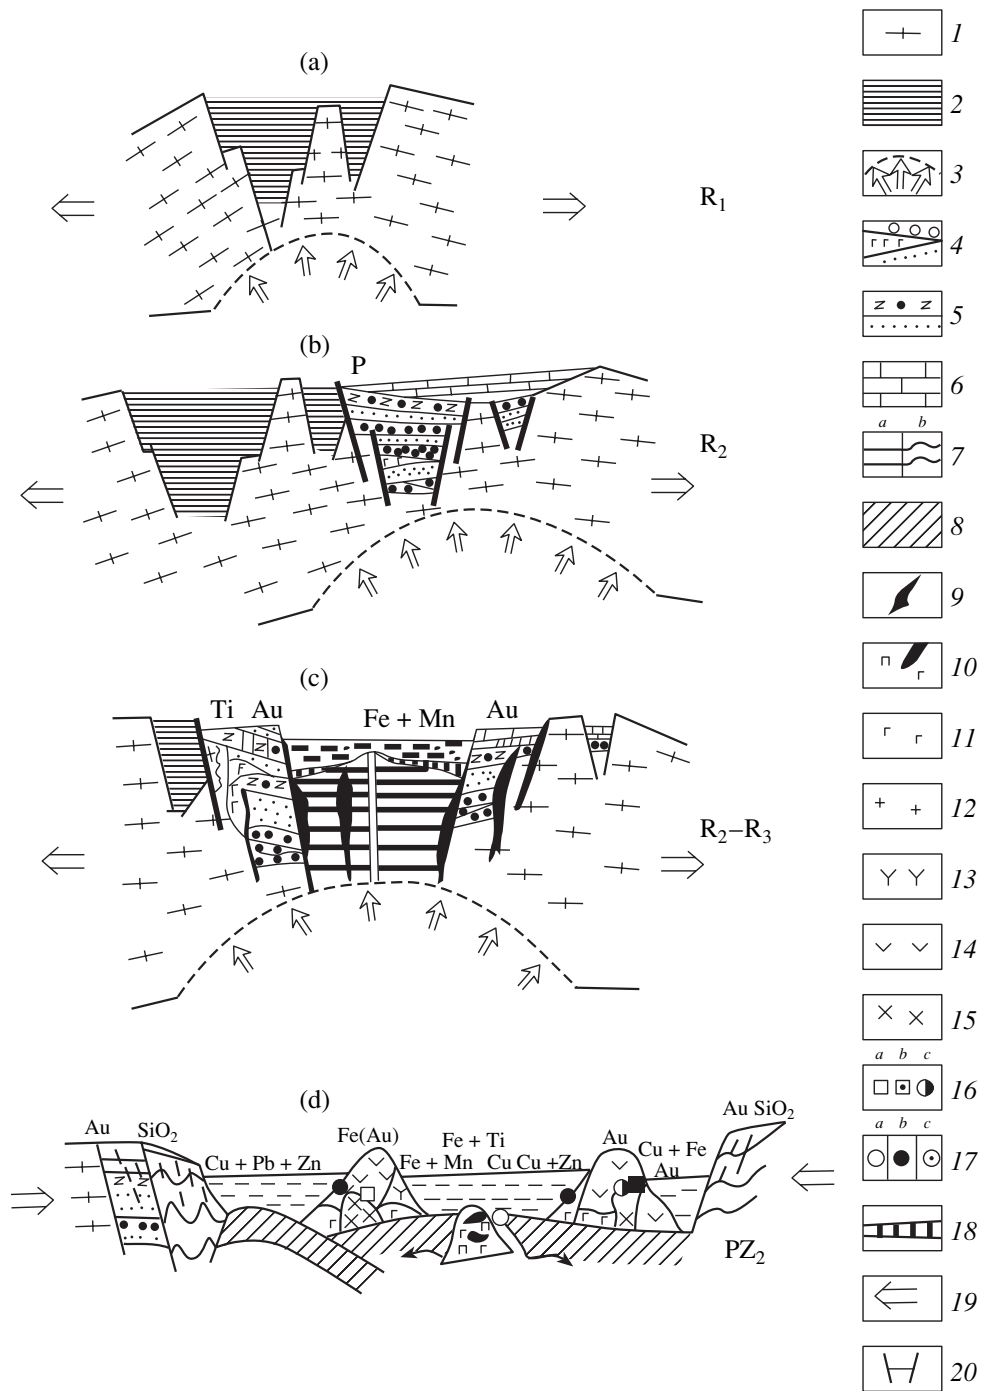 (a)
R₁
(b)
P
R₂
(c)
Ti Au Fe + Mn Au
R₂–R₃
(d)
Au SiO₂ Cu + Pb + Zn Fe(Au) Fe + Ti Fe + Mn Cu Cu +Zn Au Cu + Fe Au Au SiO₂
PZ₂
1
2
3
4
5
6
a b
7
8
9
10
11
12
13
14
15
a b c
16
a b c
17
18
19
20